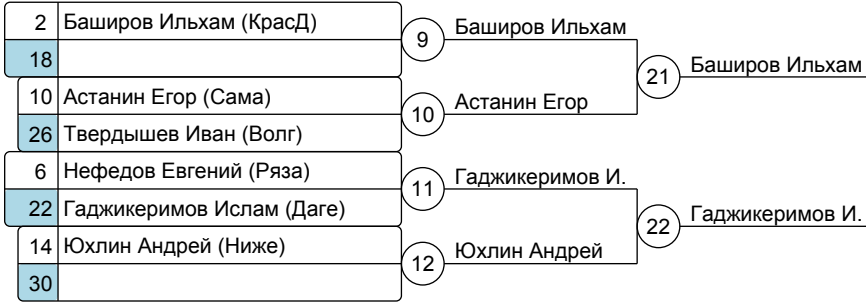 2 Баширов Ильхам (КрасД)
9 Баширов Ильхам
18
21 Баширов Ильхам
10 Астанин Егор (Сама)
10 Астанин Егор
26 Твердышев Иван (Волг)
6 Нефедов Евгений (Ряза)
11 Гаджикеримов И.
22 Гаджикеримов Ислам (Даге)
22 Гаджикеримов И.
14 Юхлин Андрей (Ниже)
12 Юхлин Андрей
30